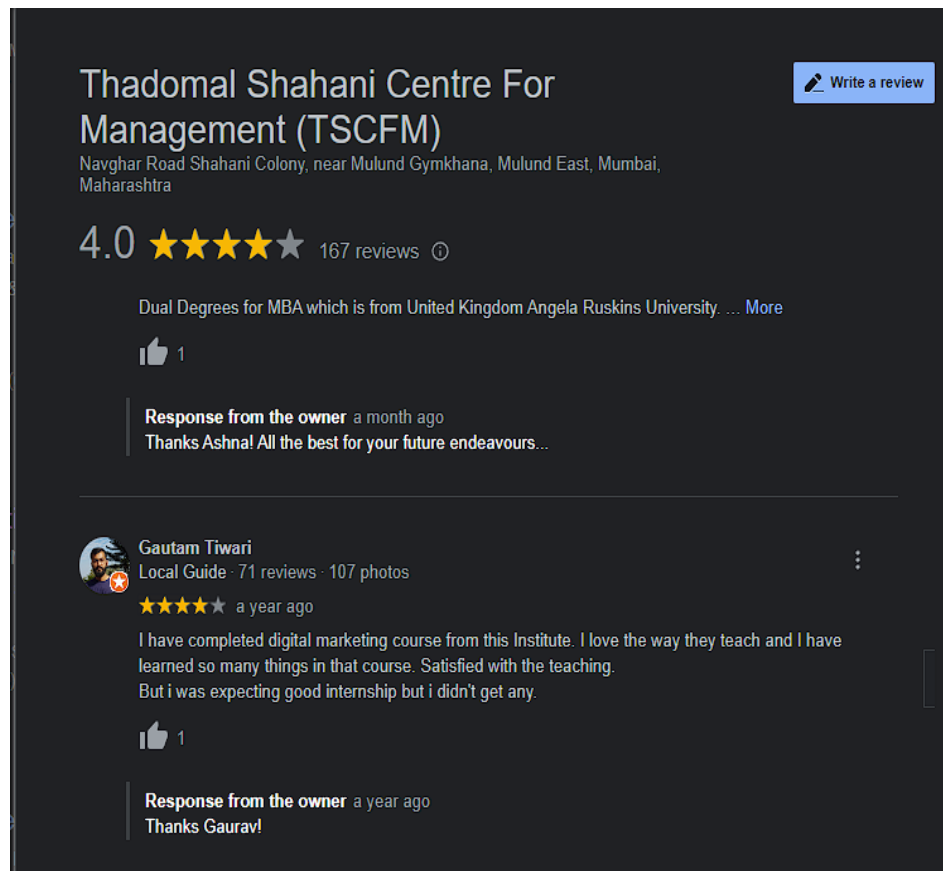 Thadomal Shahani Centre For
Management (TSCFM)
Write a review
Navghar Road Shahani Colony, near Mulund Gymkhana, Mulund East, Mumbai,
Maharashtra
4.0 167 reviews
Dual Degrees for MBA which is from United Kingdom Angela Ruskins University. ... More
1
Response from the owner a month ago
Thanks Ashna! All the best for your future endeavours...
Gautam Tiwari
Local Guide · 71 reviews · 107 photos
a year ago
I have completed digital marketing course from this Institute. I love the way they teach and I have
learned so many things in that course. Satisfied with the teaching.
But i was expecting good internship but i didn't get any.
1
Response from the owner a year ago
Thanks Gaurav!